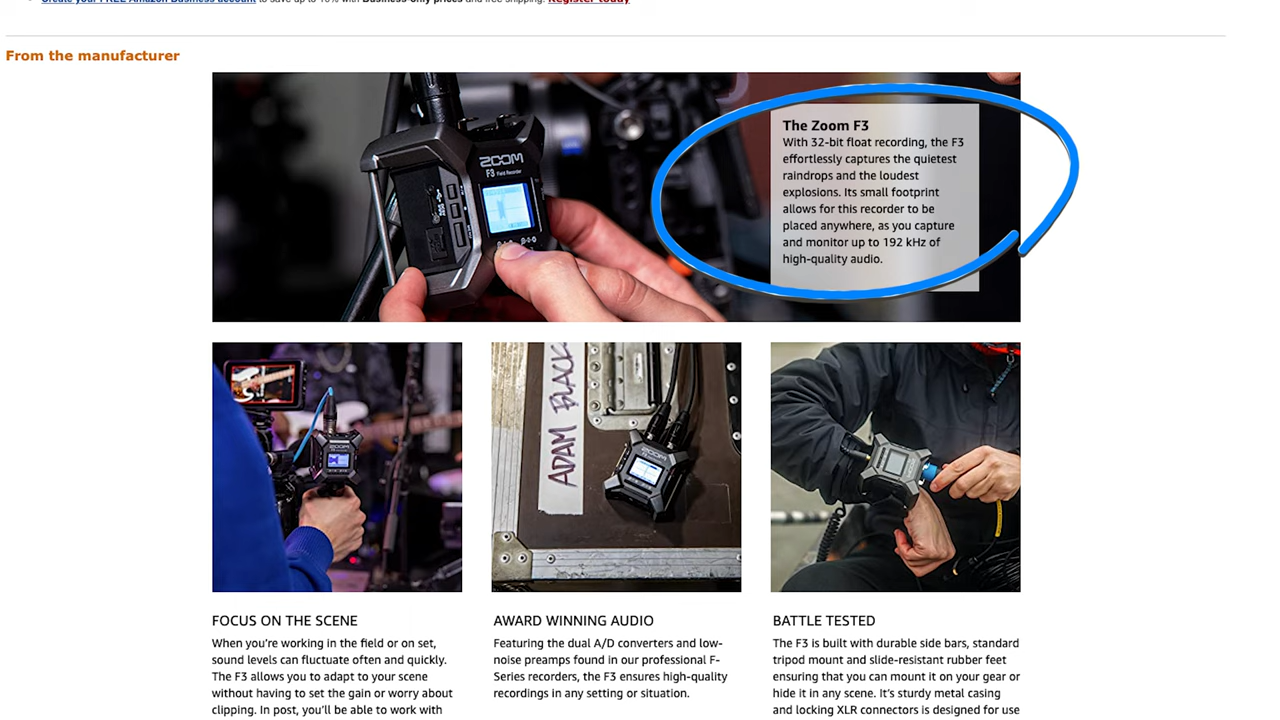 Create your FREE Amazon Business account to save up to 10% with Business-only prices and free shipping. Register today
From the manufacturer
The Zoom F3
With 32-bit float recording, the F3
effortlessly captures the quietest
raindrops and the loudest
explosions. Its small footprint
allows for this recorder to be
placed anywhere, as you capture
and monitor up to 192 kHz of
high-quality audio.
ZOOM
F3 Field Recorder
ADAM BLACK
ZOOM
FOCUS ON THE SCENE
When you're working in the field or on set,
sound levels can fluctuate often and quickly.
The F3 allows you to adapt to your scene
without having to set the gain or worry about
clipping. In post, you'll be able to work with
AWARD WINNING AUDIO
Featuring the dual A/D converters and low-
noise preamps found in our professional F-
Series recorders, the F3 ensures high-quality
recordings in any setting or situation.
BATTLE TESTED
The F3 is built with durable side bars, standard
tripod mount and slide-resistant rubber feet
ensuring that you can mount it on your gear or
hide it in any scene. It's sturdy metal casing
and locking XLR connectors is designed for use